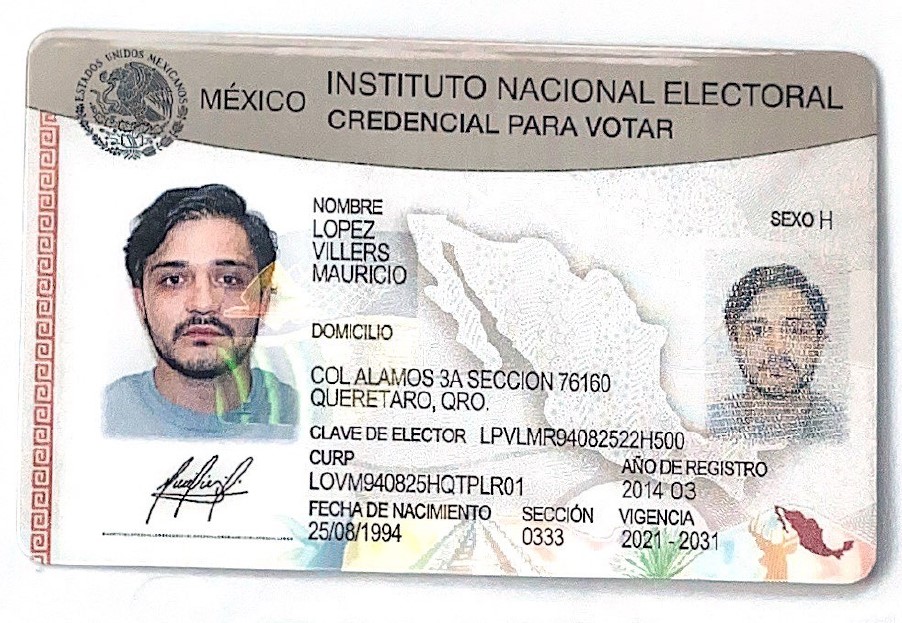 ESTADOS UNIDOS MEXICANOS
MÉXICO INSTITUTO NACIONAL ELECTORAL
CREDENCIAL PARA VOTAR
NOMBRE
LOPEZ
VILLERS
MAURICIO
SEXO H
DOMICILIO
COL ALAMOS 3A SECCION 76160
QUERETARO, QRO.
CLAVE DE ELECTOR LPVLMR94082522H500
CURP
LOVM940825HQTPLR01
AÑO DE REGISTRO
2014 03
FECHA DE NACIMIENTO
25/08/1994
SECCIÓN
0333
VIGENCIA
2021 - 2031